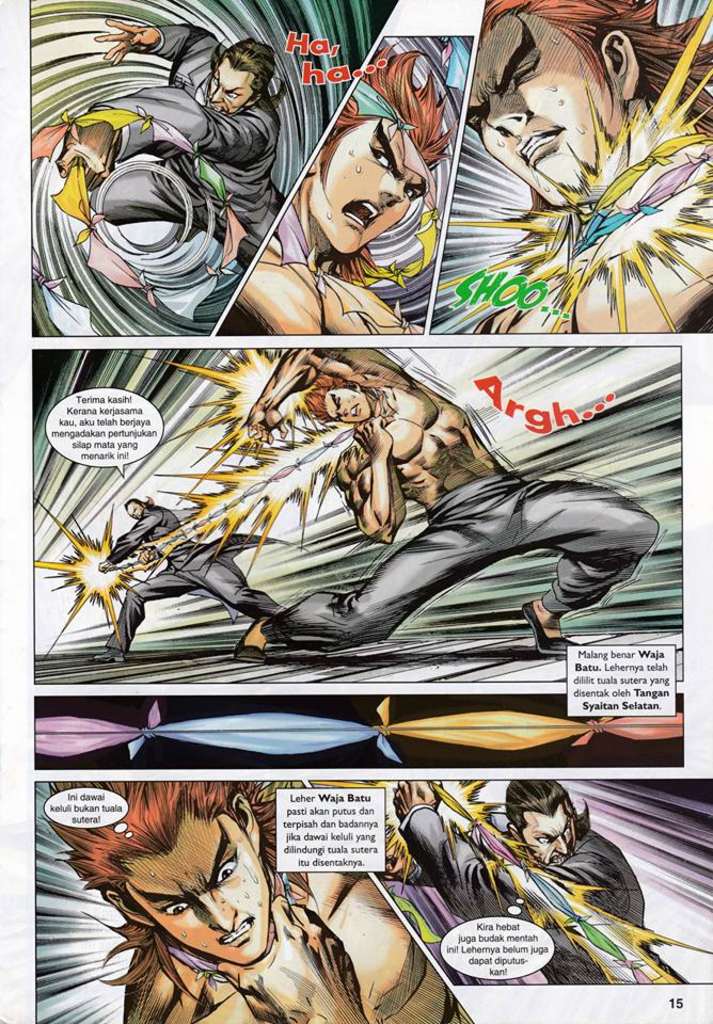 Ha,
ha...
SHOO...
Terima kasih!
Kerana kerjasama
kau, aku telah berjaya
mengadakan pertunjukan
silap mata yang
menarik ini!
Argh...
Malang benar Waja
Batu. Lehernya telah
dililit tuala sutera yang
disentak oleh Tangan
Syaitan Selatan.
Ini dawai
keluli bukan tuala
sutera!
Leher Waja Batu
pasti akan putus dan
terpisah dari badannya
jika dawai keluli yang
dilindungi tuala sutera
itu disentaknya.
Kira hebat
juga budak mentah
ini! Lehernya belum juga
dapat diputus-
kan!
15